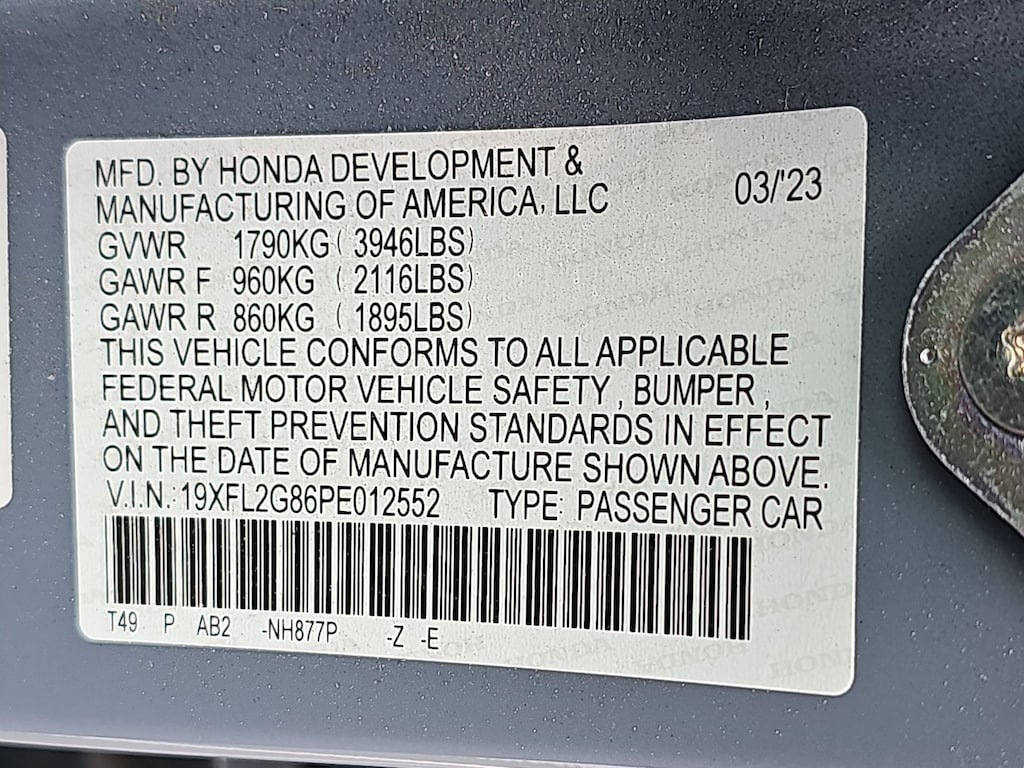 MFD. BY HONDA DEVELOPMENT &
MANUFACTURING OF AMERICA, LLC 03/'23
GVWR 1790KG ( 3946LBS)
GAWR F 960KG ( 2116LBS)
GAWR R 860KG ( 1895LBS)
THIS VEHICLE CONFORMS TO ALL APPLICABLE
FEDERAL MOTOR VEHICLE SAFETY , BUMPER ,
AND THEFT PREVENTION STANDARDS IN EFFECT
ON THE DATE OF MANUFACTURE SHOWN ABOVE.
V.I.N.: 19XFL2G86PE012552 TYPE: PASSENGER CAR
T49 P AB2 -NH877P -Z -E